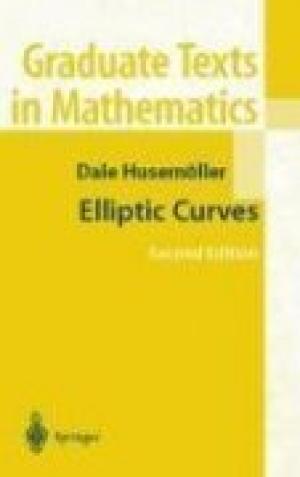 Graduate Texts
in Mathematics
Dale Husemöller
Elliptic Curves
Second Edition
Springer